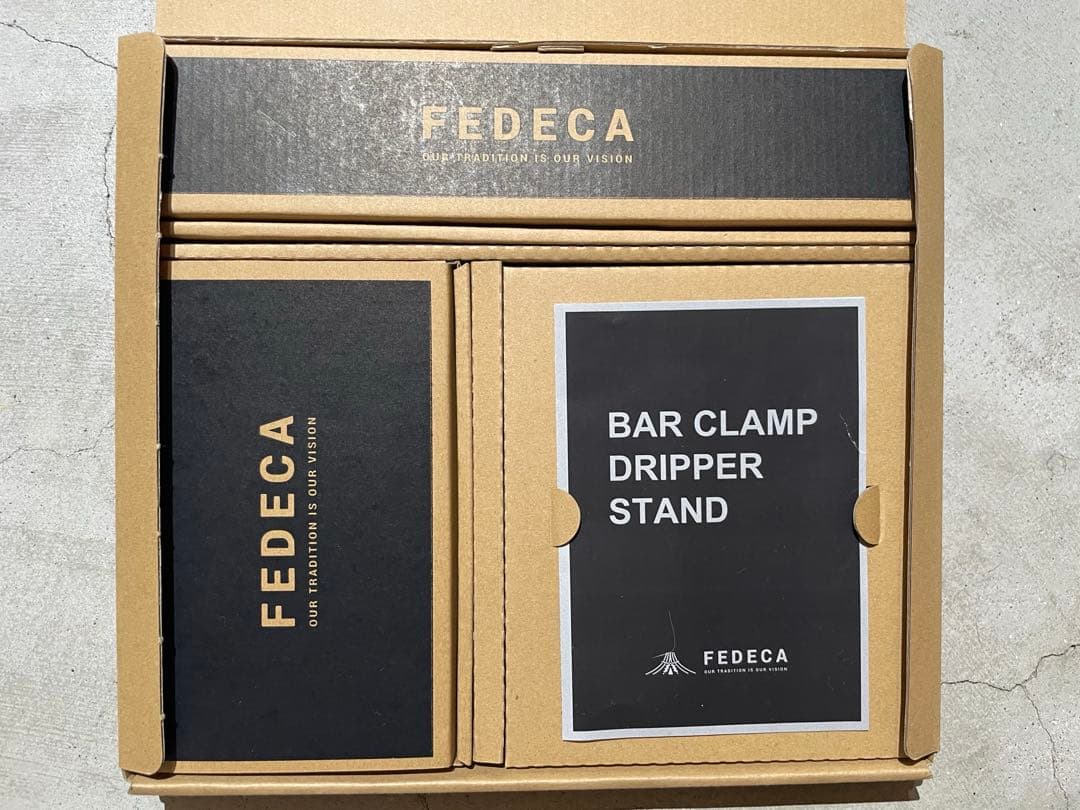 FEDECA
OUR TRADITION IS OUR VISION
FEDECA
OUR TRADITION IS OUR VISION
BAR CLAMP
DRIPPER
STAND
FEDECA
OUR TRADITION IS OUR VISION